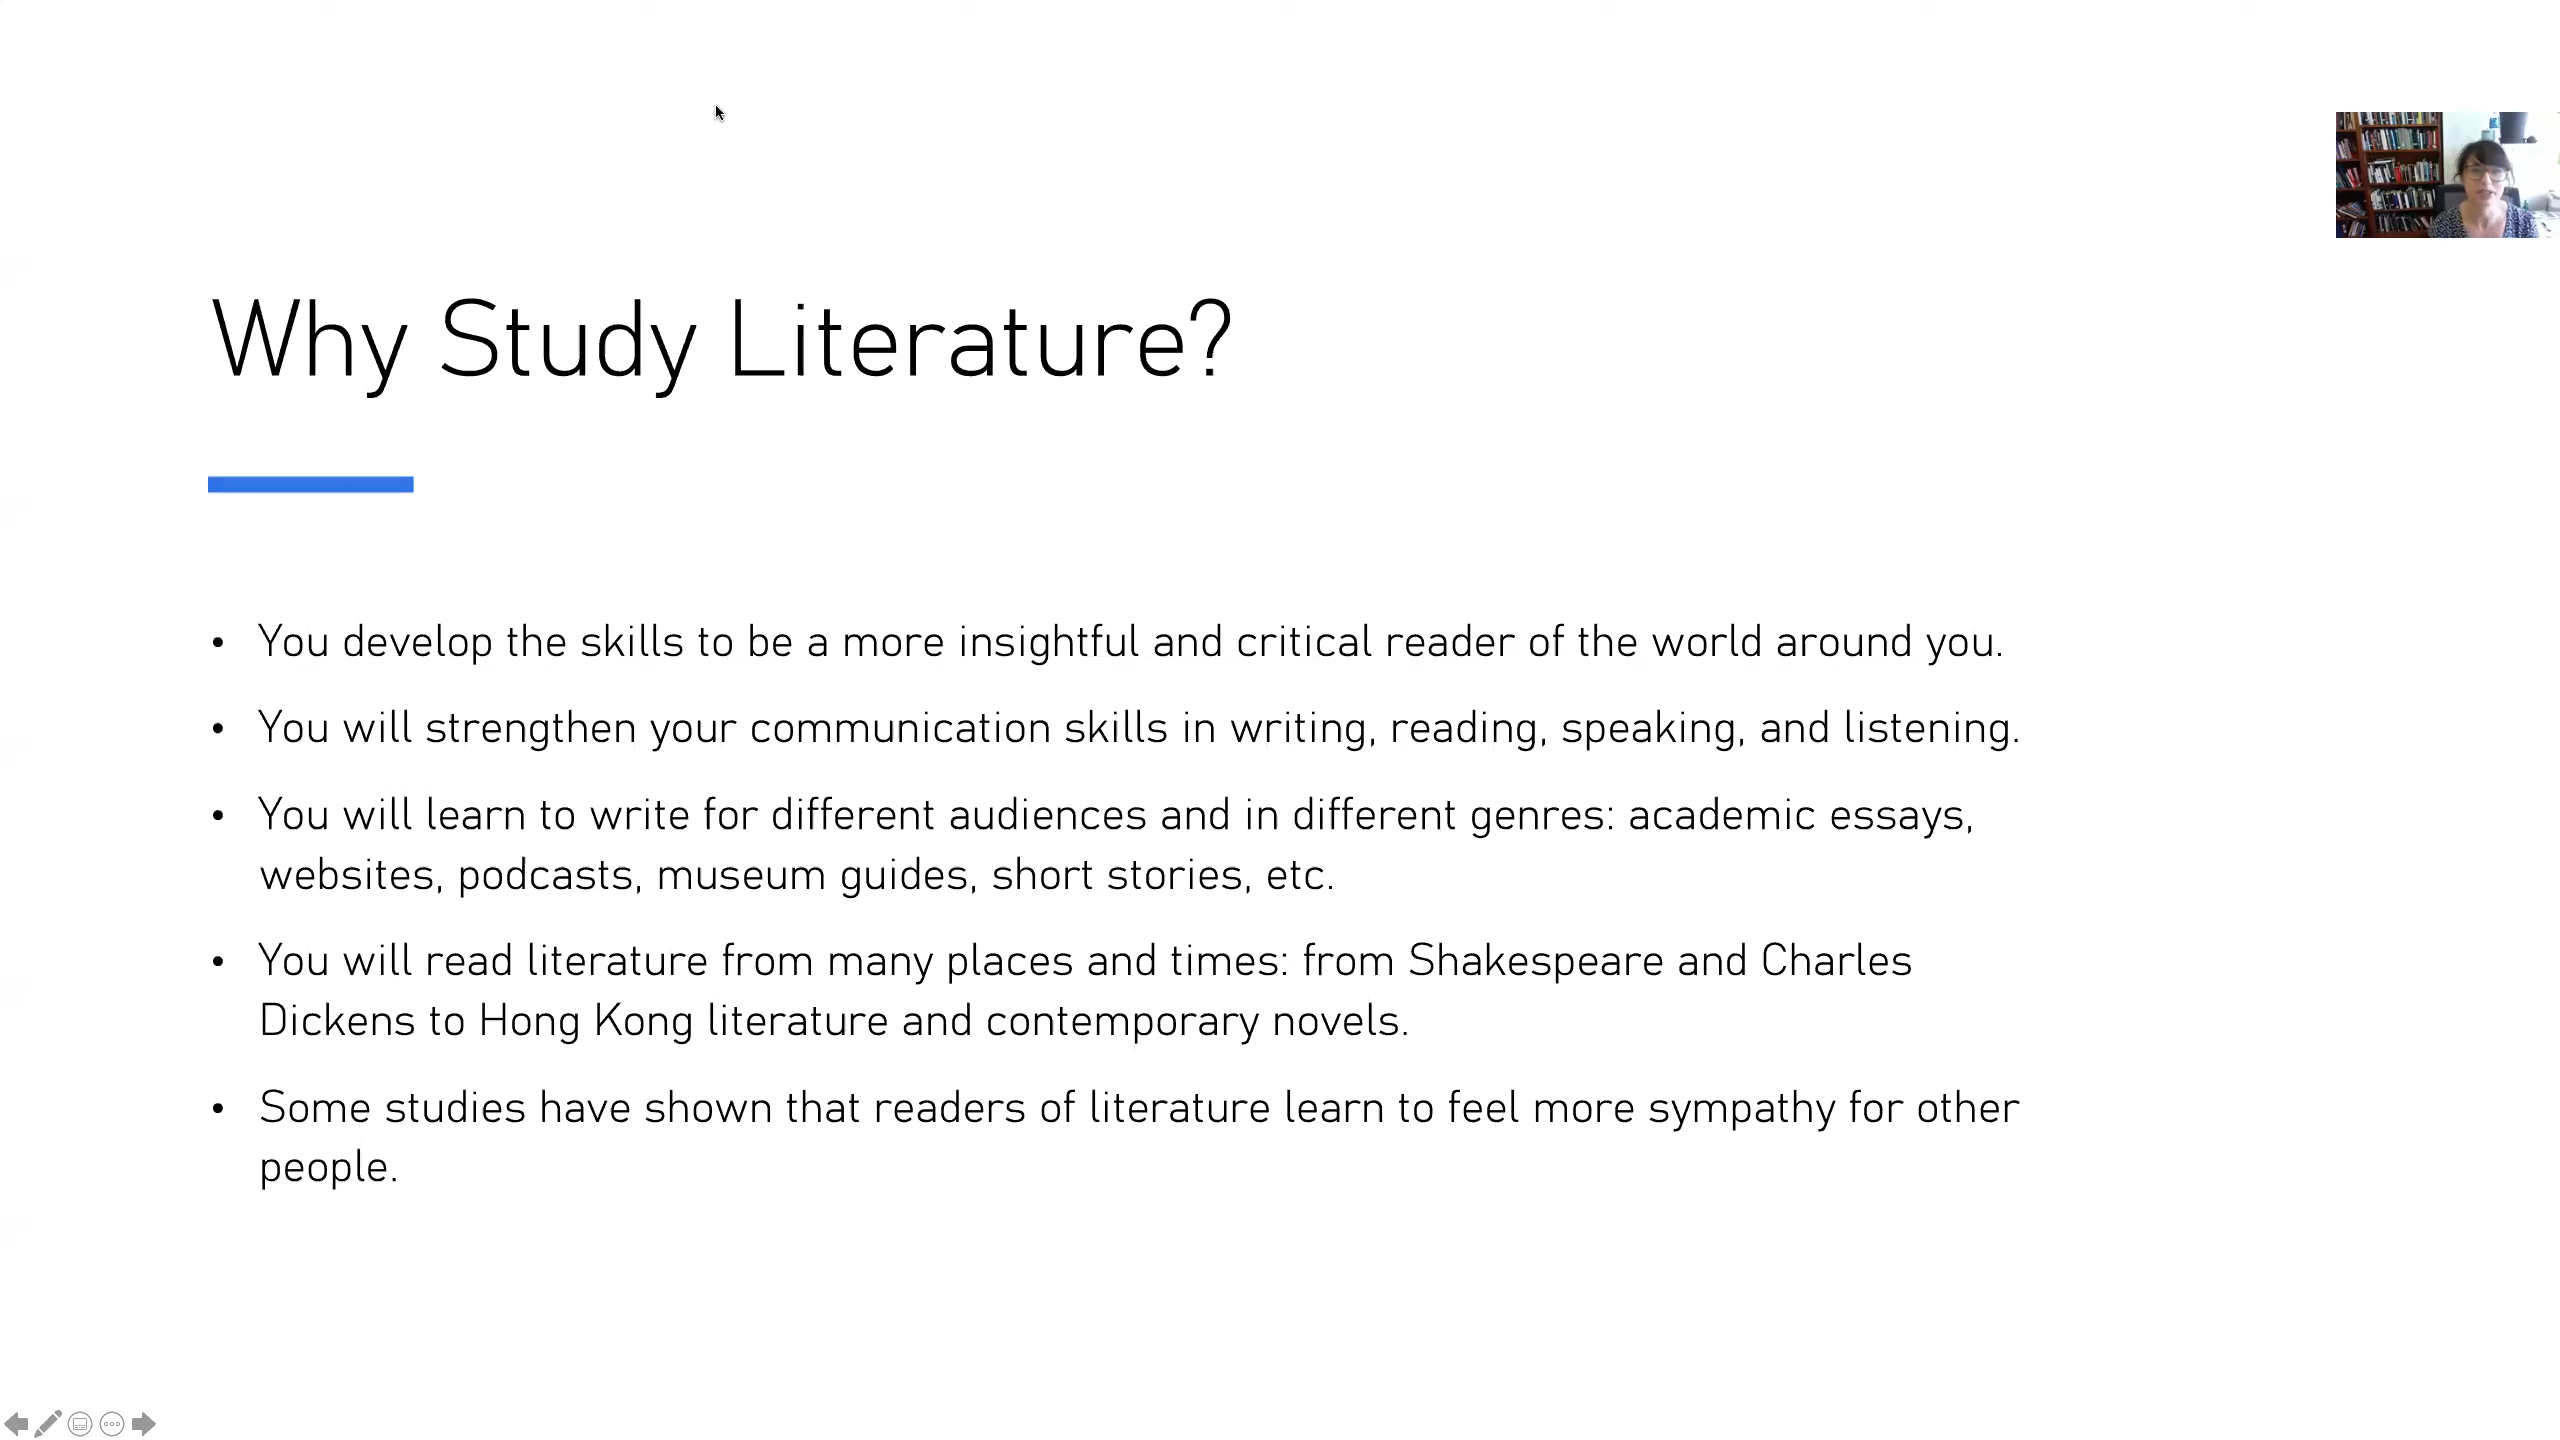 Why Study Literature?
• You develop the skills to be a more insightful and critical reader of the world around you.
• You will strengthen your communication skills in writing, reading, speaking, and listening.
• You will learn to write for different audiences and in different genres: academic essays,
websites, podcasts, museum guides, short stories, etc.
• You will read literature from many places and times: from Shakespeare and Charles
Dickens to Hong Kong literature and contemporary novels.
• Some studies have shown that readers of literature learn to feel more sympathy for other
people.